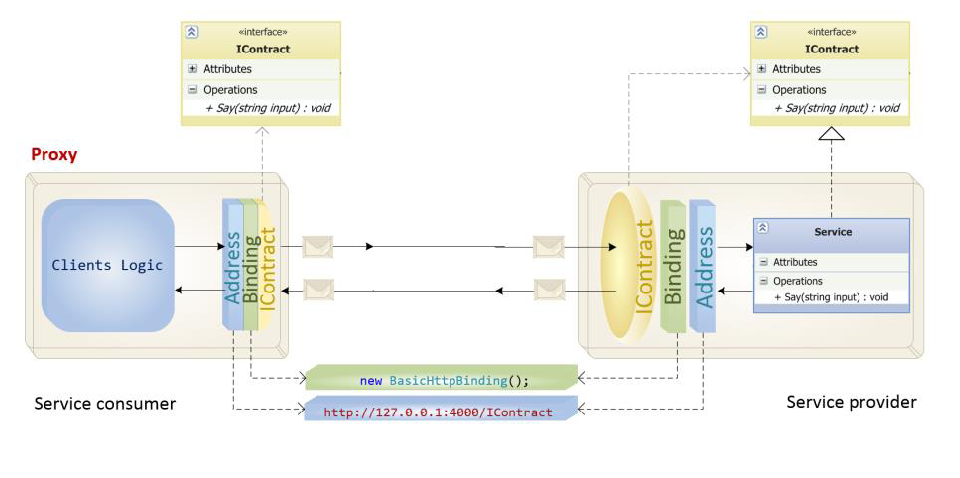 «interface»
IContract
Attributes
Operations
+ Say(string input) : void
«interface»
IContract
Attributes
Operations
+ Say(string input) : void
Proxy
Clients Logic
Address
Binding
IContract
IContract
Binding
Address
Service
Attributes
Operations
+ Say(string input) : void
new BasicHttpBinding();
http://127.0.0.1:4000/IContract
Service consumer
Service provider